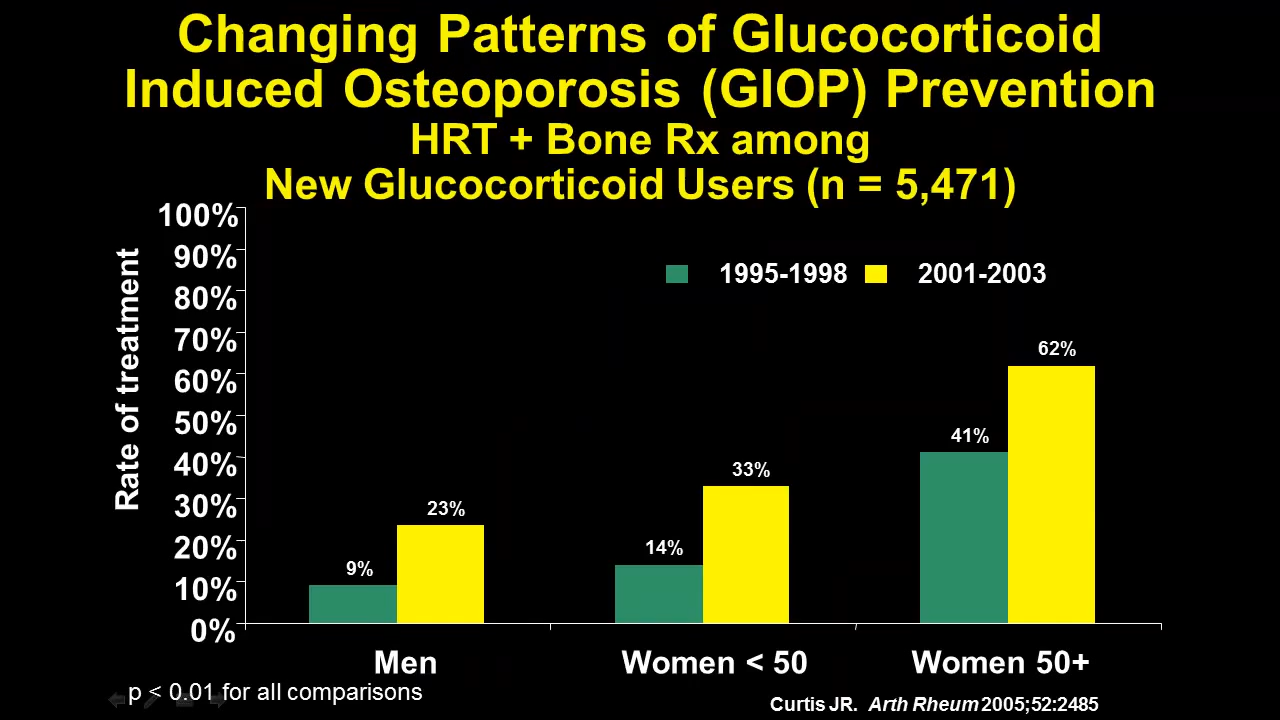 Changing Patterns of Glucocorticoid
Induced Osteoporosis (GIOP) Prevention
HRT + Bone Rx among
New Glucocorticoid Users (n = 5,471)
Rate of treatment
100%
90%
80%
70%
60%
50%
40%
30%
20%
10%
0%
1995-1998 2001-2003
9%
23%
14%
33%
41%
62%
Men Women < 50 Women 50+
p < 0.01 for all comparisons
Curtis JR. Arth Rheum 2005;52:2485